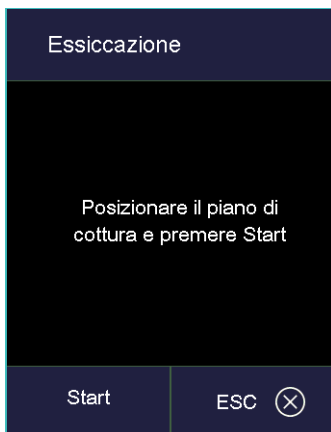 Essiccazione
Posizionare il piano di
cottura e premere Start
Start
ESC